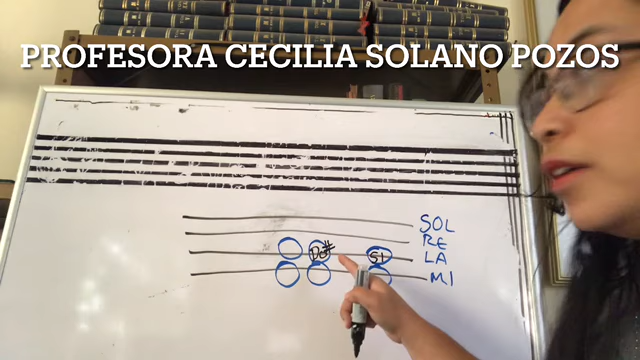 PROFESORA CECILIA SOLANO POZOS
SOL
RE
Do# SI LA
MI